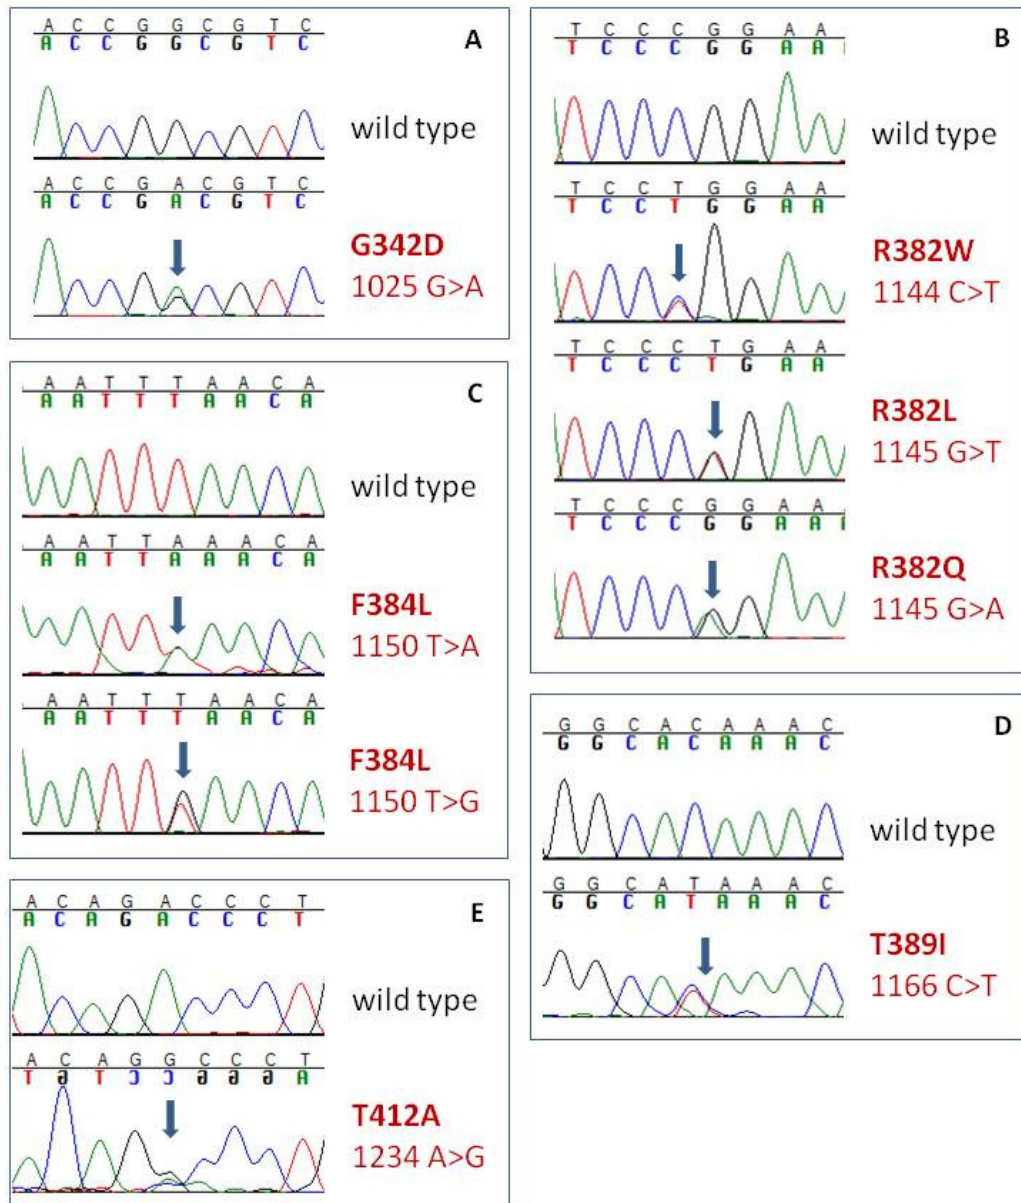 A
A C C G G C G T C
A C C G G C G T C
wild type
A C C G A C G T C
A C C G A C G T C
G342D
1025 G>A
B
T C C C G G A A
T C C C G G A A
wild type
T C C T G G A A
T C C T G G A A
R382W
1144 C>T
T C C C T G A A
T C C C T G A A
R382L
1145 G>T
T C C C G G A A
T C C C G G A A
R382Q
1145 G>A
C
A A T T T A A C A
A A T T T A A C A
wild type
A A T T A A A C A
A A T T A A A C A
F384L
1150 T>A
A A T T T A A C A
A A T T T A A C A
F384L
1150 T>G
D
G G C A C A A A C
G G C A C A A A C
wild type
G G C A T A A A C
G G C A T A A A C
T389I
1166 C>T
E
A C A G A C C C T
A C A G A C C C T
wild type
A C A G G C C C T
T G T C C G G G A
T412A
1234 A>G